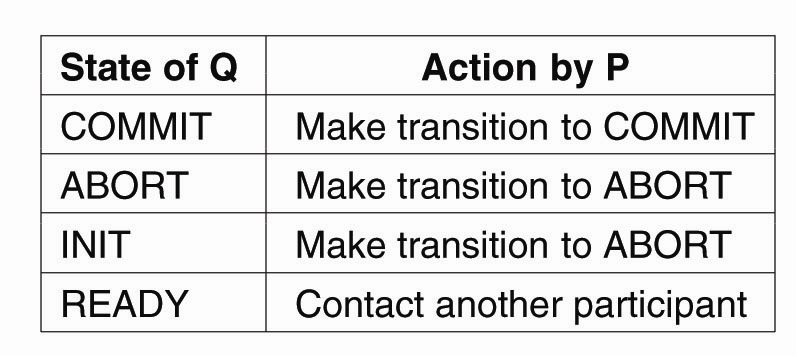 State of Q Action by P
COMMIT Make transition to COMMIT
ABORT Make transition to ABORT
INIT Make transition to ABORT
READY Contact another participant